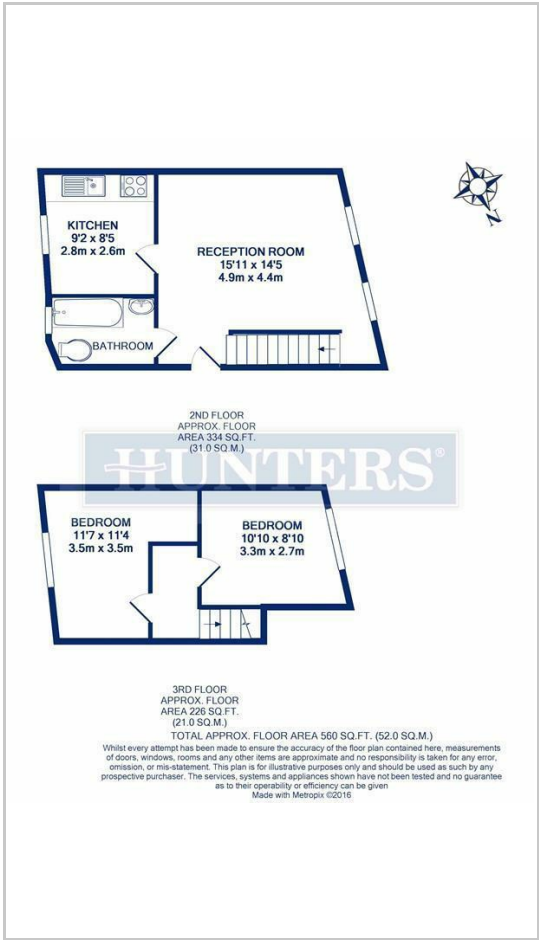 KITCHEN
9'2 x 8'5
2.8m x 2.6m
RECEPTION ROOM
15'11 x 14'5
4.9m x 4.4m
N
BATHROOM
2ND FLOOR
APPROX. FLOOR
AREA 334 SQ.FT.
(31.0 SQ.M.)
HUNTERS®
BEDROOM
11'7 x 11'4
3.5m x 3.5m
BEDROOM
10'10 x 8'10
3.3m x 2.7m
3RD FLOOR
APPROX. FLOOR
AREA 226 SQ.FT.
(21.0 SQ.M.)
TOTAL APPROX. FLOOR AREA 560 SQ.FT. (52.0 SQ.M.)
Whilst every attempt has been made to ensure the accuracy of the floor plan contained here, measurements
of doors, windows, rooms and any other items are approximate and no responsibility is taken for any error,
omission, or mis-statement. This plan is for illustrative purposes only and should be used as such by any
prospective purchaser. The services, systems and appliances shown have not been tested and no guarantee
as to their operability or efficiency can be given
Made with Metropix ©2016